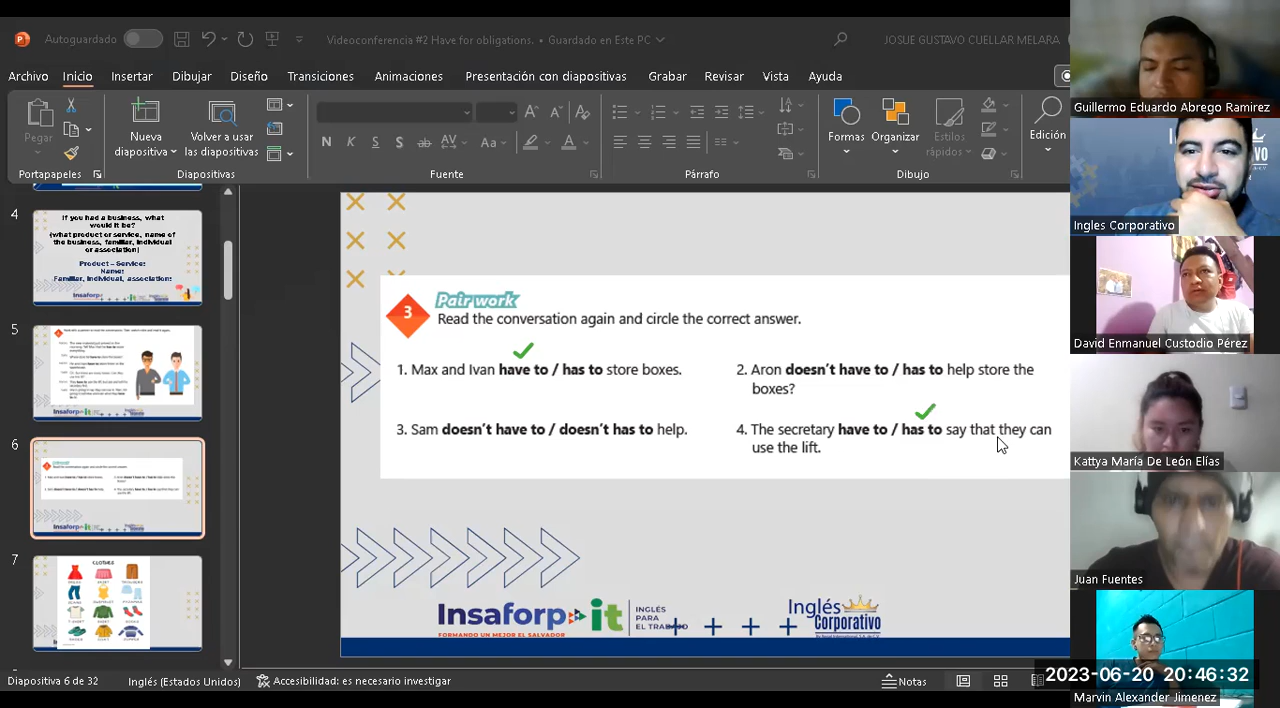 Autoguardado
Videoconferencia #2 Have for obligations. • Guardado en Este PC
JOSUE GUSTAVO CUELLAR MELARA
Archivo Inicio Insertar Dibujar Diseño Transiciones Animaciones Presentación con diapositivas Grabar Revisar Vista Ayuda
Pegar
Nueva diapositiva
Volver a usar las diapositivas
N K S S ab AV Aa A
Formas Organizar Estilos rápidos Edición
Portapapeles Diapositivas Fuente Párrafo Dibujo
4
If you had a business, what
would it be?
(what product or service, name of
the business, familiar, individual
or association)
Product – Service:
Name:
Familiar, individual, association:
5
6
7
CLOTHES
3
Pair work
Read the conversation again and circle the correct answer.
1. Max and Ivan have to / has to store boxes.
2. Aron doesn't have to / has to help store the
boxes?
3. Sam doesn't have to / doesn't has to help.
4. The secretary have to / has to say that they can
use the lift.
Insaforp it
FORMANDO UN MEJOR EL SALVADOR
INGLÉS
PARA
EL TRABAJO
Inglés
Corporativo
Diapositiva 6 de 32
Inglés (Estados Unidos)
Accesibilidad: es necesario investigar
Notas
Guillermo Eduardo Abrego Ramirez
Ingles Corporativo
David Enmanuel Custodio Pérez
Kattya María De León Elías
Juan Fuentes
2023-06-20 20:46:32
Marvin Alexander Jimenez